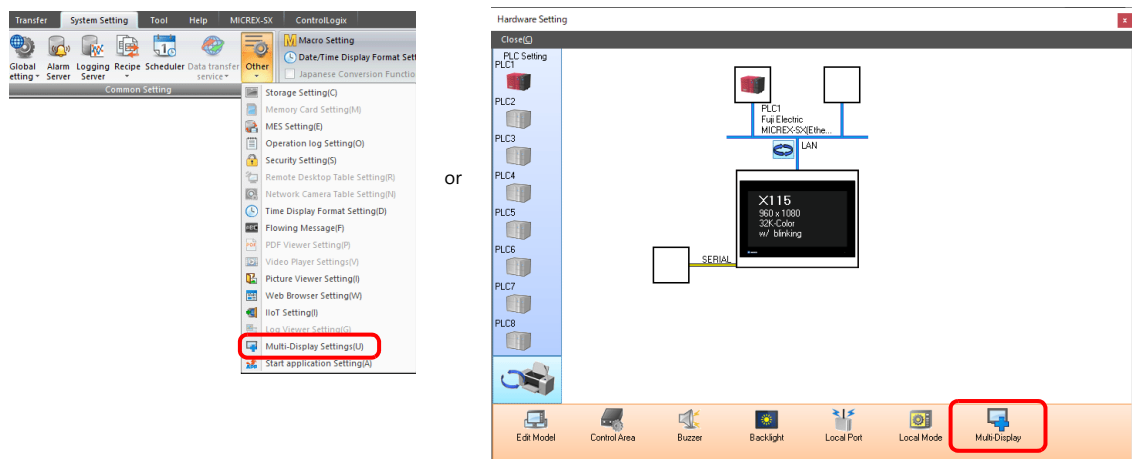 Transfer System Setting Tool Help MICREX-SX ControlLogix
Macro Setting
Date/Time Display Format Set
Japanese Conversion Functio
Global
etting
Alarm
Server
Logging
Server
Recipe
Scheduler
Data transfer
service
Other
Common Setting
Storage Setting(C)
Memory Card Setting(M)
MES Setting(E)
Operation log Setting(O)
Security Setting(S)
Remote Desktop Table Setting(R)
Network Camera Table Setting(N)
Time Display Format Setting(D)
Flowing Message(F)
PDF Viewer Setting(P)
Video Player Settings(V)
Picture Viewer Setting(I)
Web Browser Setting(W)
IIoT Setting(I)
Log Viewer Setting(G)
Multi-Display Settings(U)
Start application Setting(A)
or
Hardware Setting
Close(C)
PLC Setting
PLC1
PLC2
PLC3
PLC4
PLC5
PLC6
PLC7
PLC8
PLC1
Fuji Electric
MICREX-SX(Ethe...
LAN
X115
960 x 1080
32K-Color
w/ blinking
SERIAL
Edit Model Control Area Buzzer Backlight Local Port Local Mode Multi-Display